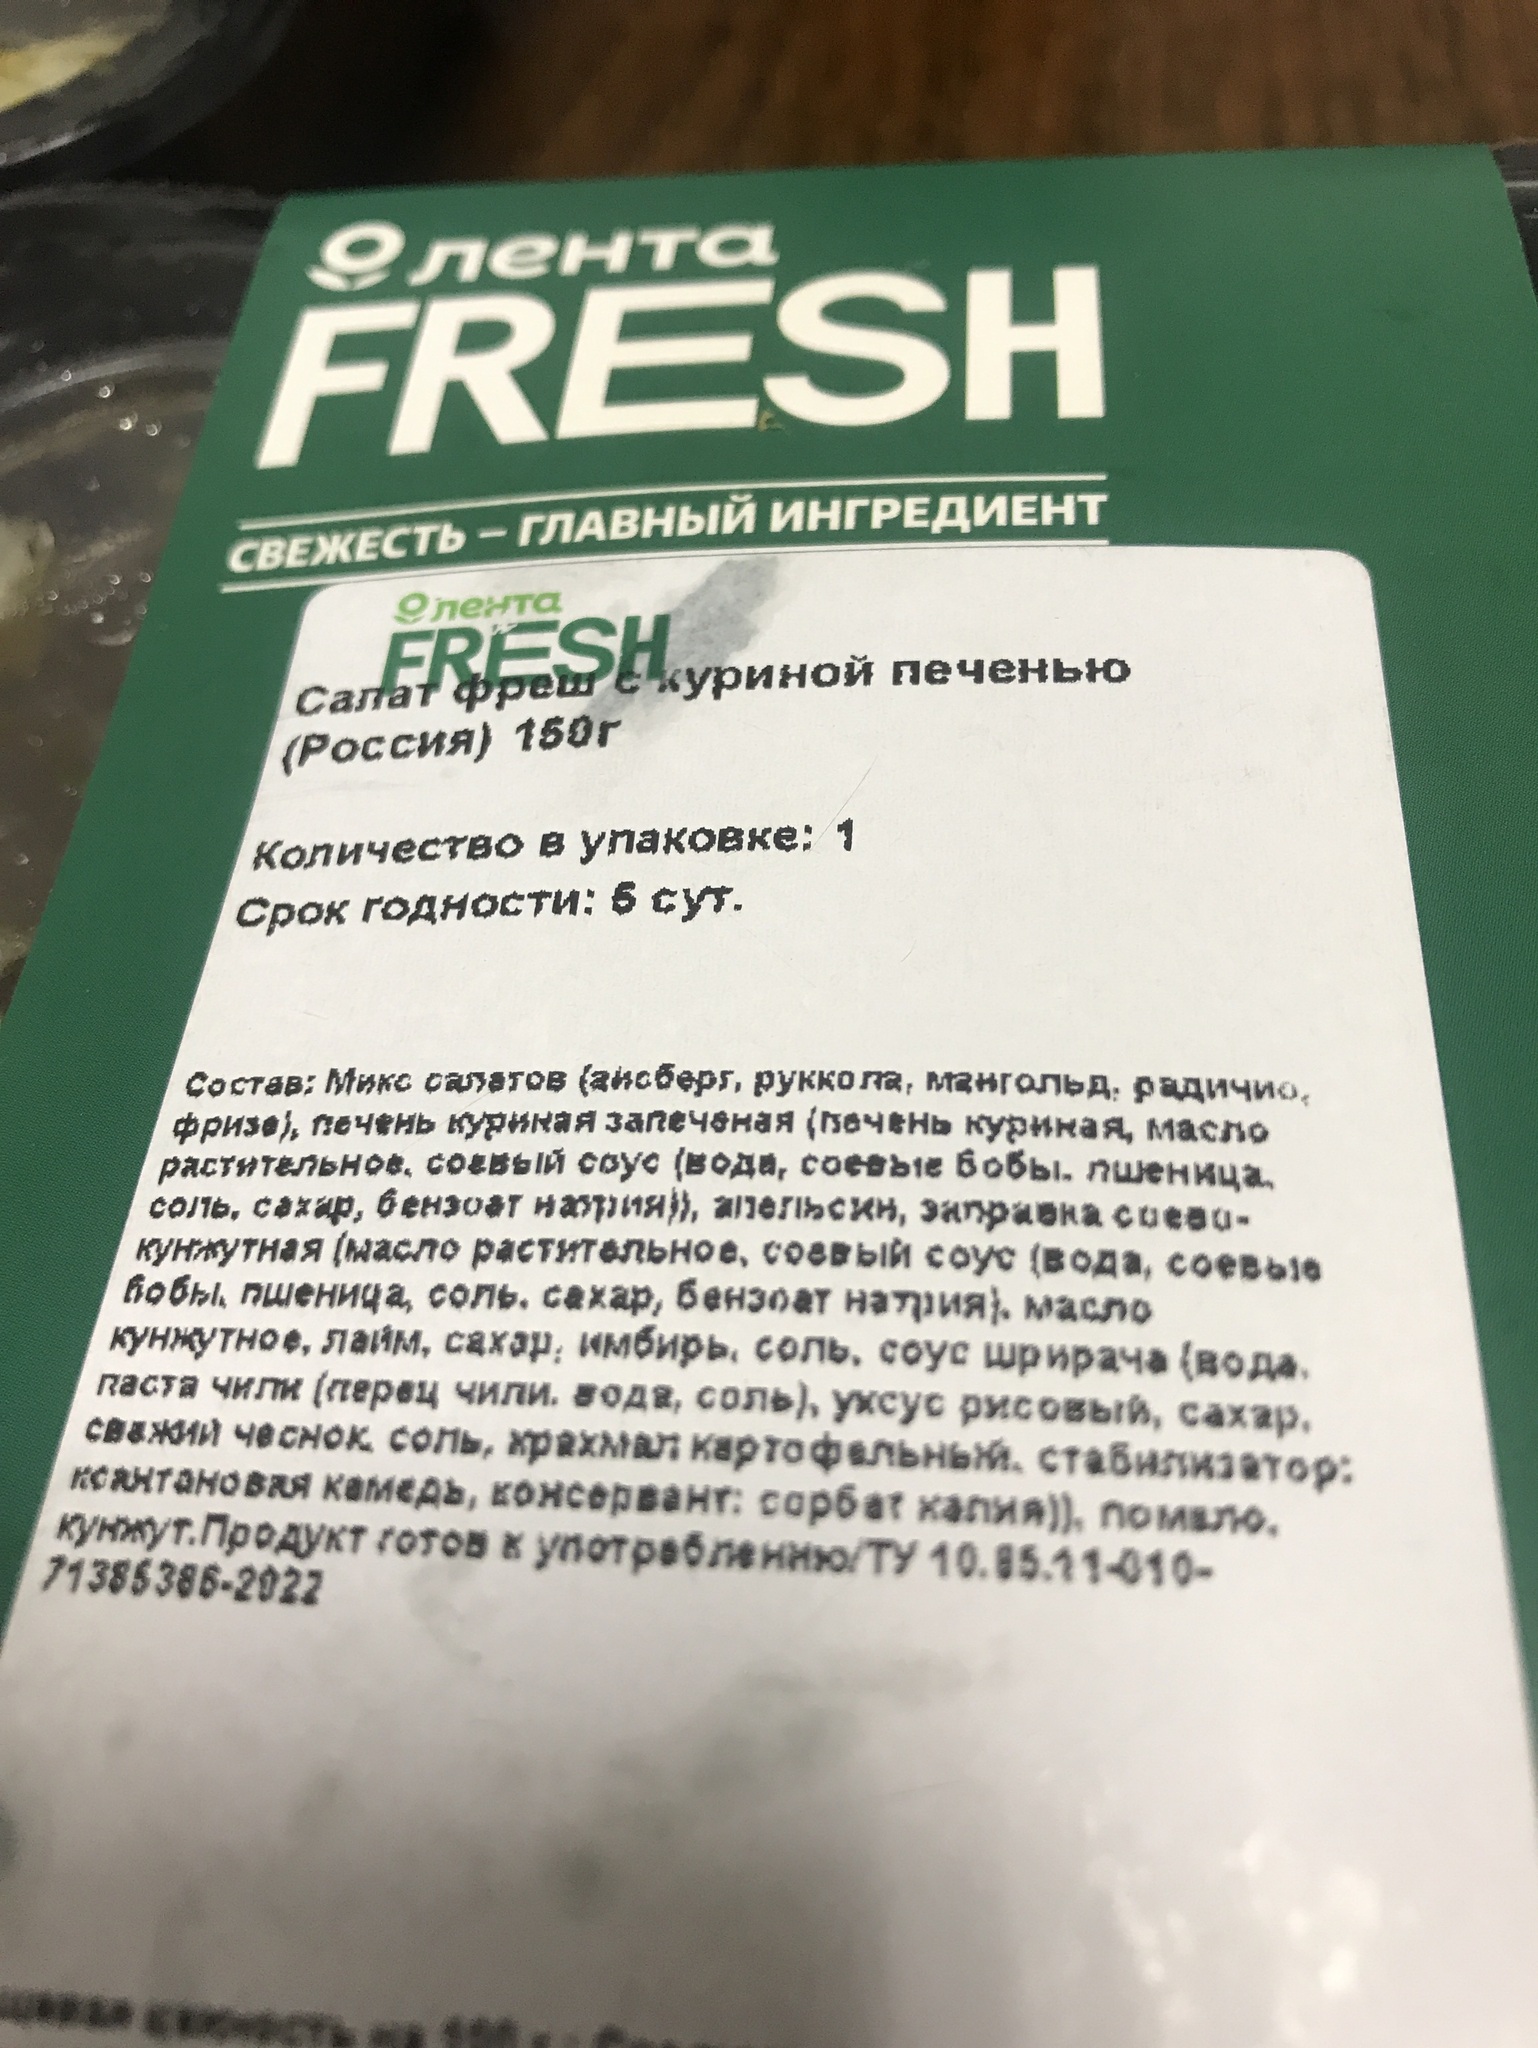 лента
FRESH
СВЕЖЕСТЬ – ГЛАВНЫЙ ИНГРЕДИЕНТ
лента
FRESH
Салат фреш с куриной печенью
(Россия) 150г
Количество в упаковке: 1
Срок годности: 5 сут.
Состав: Микс салатов (айсберг, руккола, мангольд, радичио,
фризе), печень куриная запеченая (печень куриная, масло
растительное, соевый соус (вода, соевые бобы, пшеница,
соль, сахар, бензоат натрия)), апельсин, заправка соево-
кунжутная (масло растительное, соевый соус (вода, соевые
бобы, пшеница, соль, сахар, бензоат натрия), масло
кунжутное, лайм, сахар, имбирь, соль, соус шрирача (вода,
паста чили (перец чили, вода, соль), уксус рисовый, сахар,
свежий чеснок, соль, крахмал картофельный, стабилизатор:
ксантановая камедь, консервант: сорбат калия)), помело,
кунжут.Продукт готов к употреблению/ТУ 10.85.11-010-
71385386-2022
ценность на 100 г.: